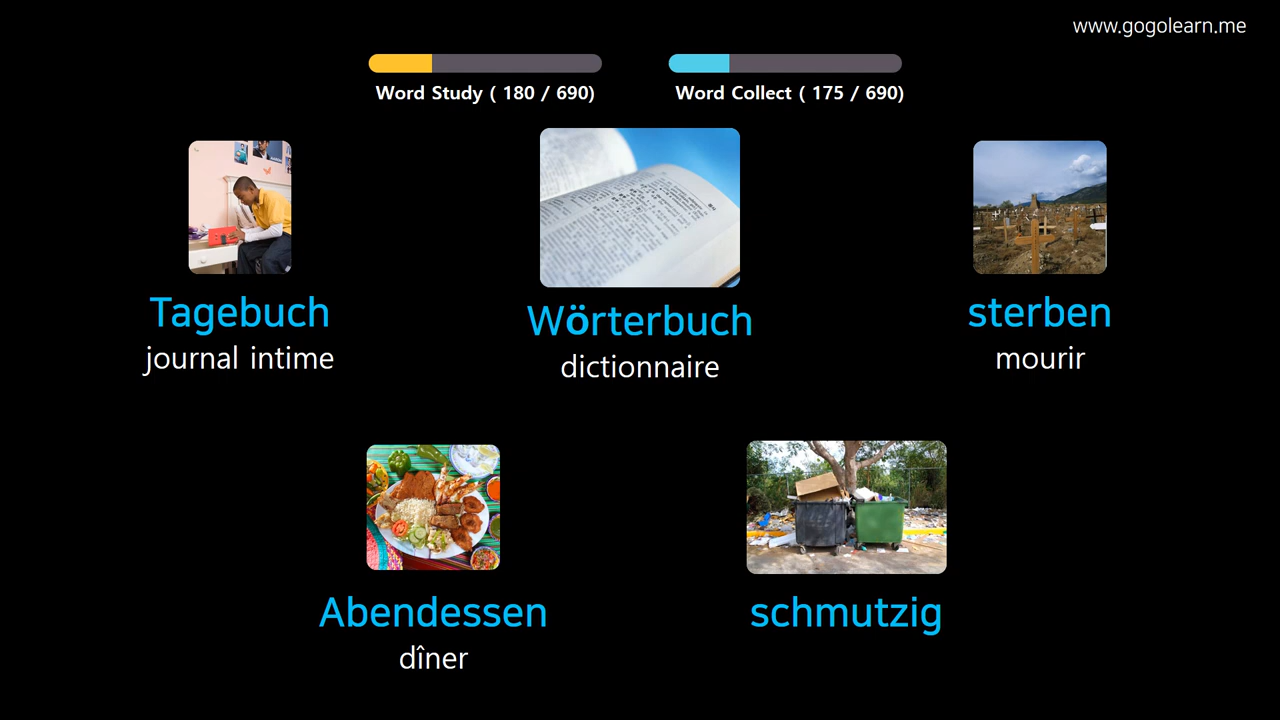 www.gogolearn.me
Word Study ( 180 / 690)
Word Collect ( 175 / 690)
Tagebuch
journal intime
Wörterbuch
dictionnaire
sterben
mourir
Abendessen
dîner
schmutzig